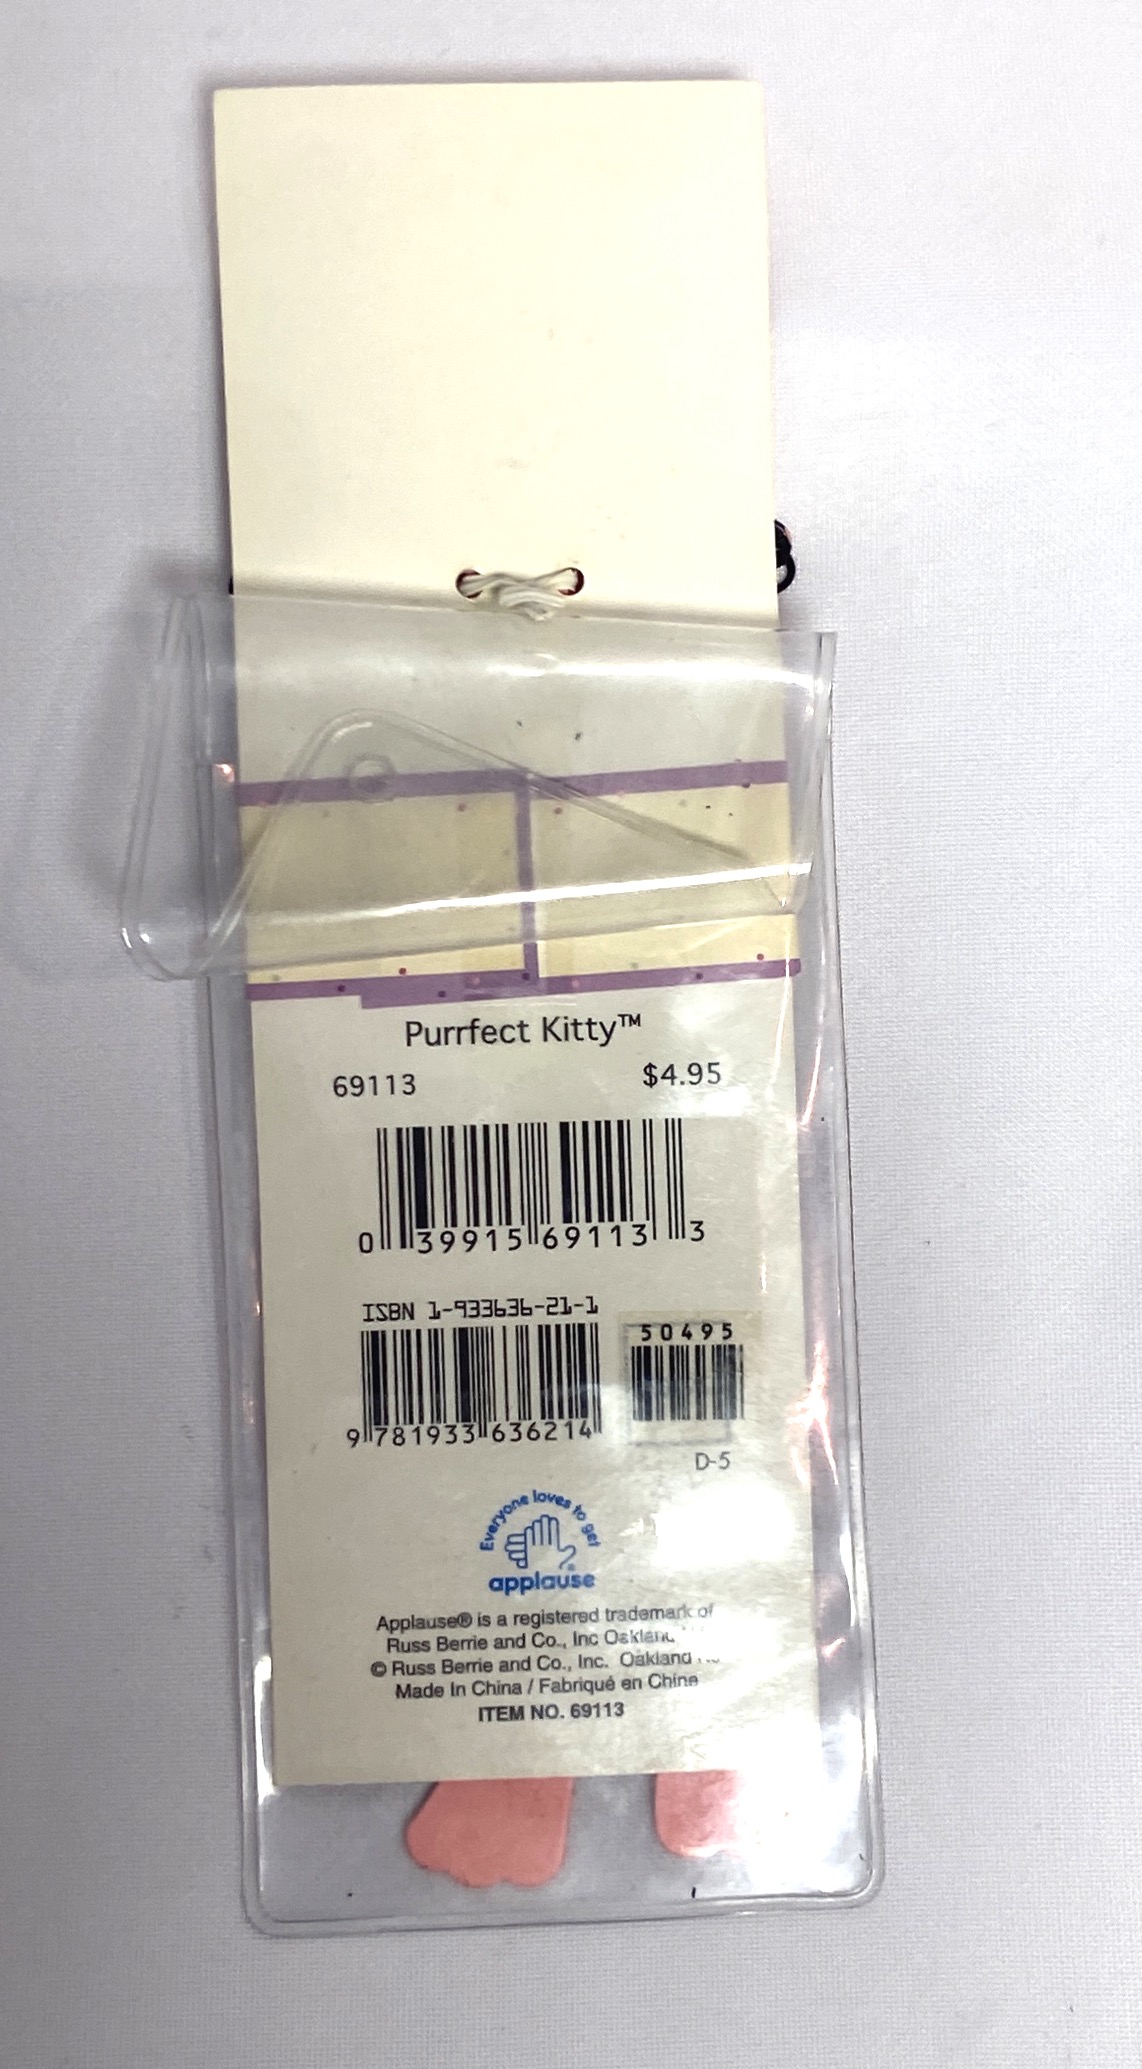 Purrfect Kitty™
69113 $4.95
0 39915 69113 3
ISBN 1-933636-21-1
50495
9 781933 636214
D-5
Everyone loves to get
applause
Applause® is a registered trademark of
Russ Berrie and Co., Inc Oakland
© Russ Berrie and Co., Inc. Oakland
Made In China / Fabriqué en Chine
ITEM NO. 69113